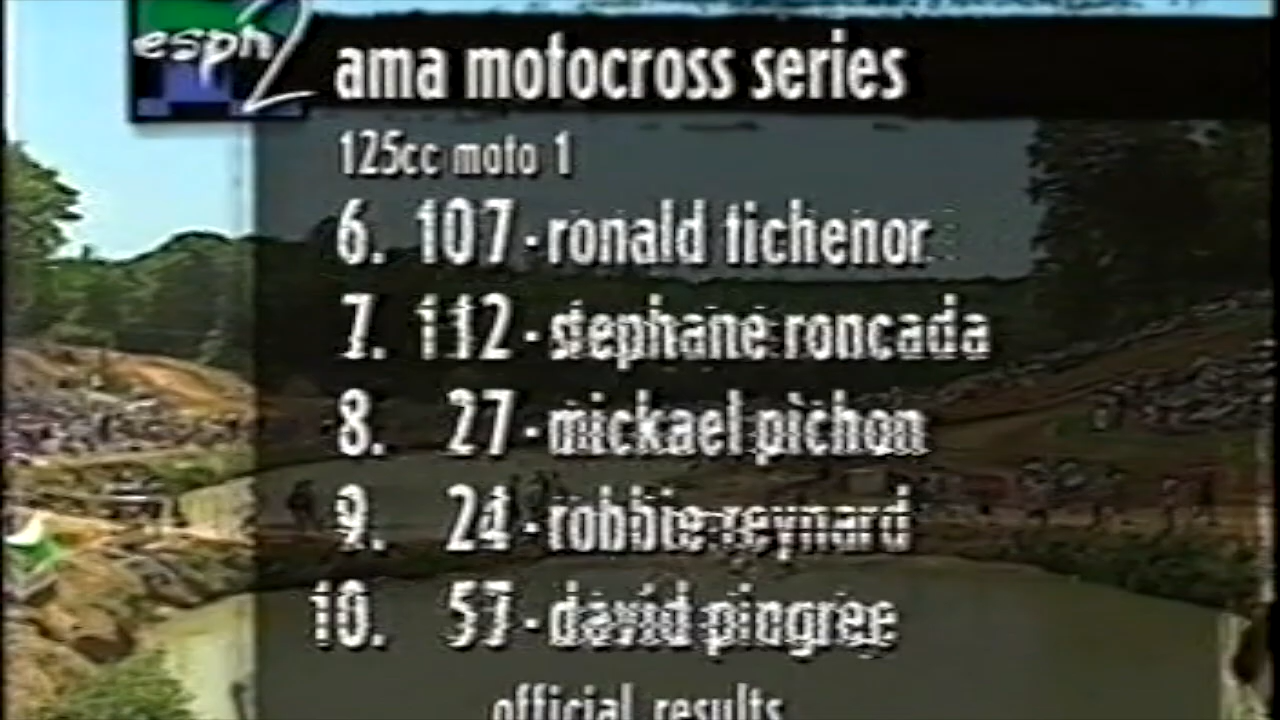 espn2
ama motocross series
125cc moto 1
6. 107 - ronald tichenor
7. 112 - stephane roncada
8. 27 - mickael pichon
9. 24 - robbie reynard
10. 57 - david pingree
official results